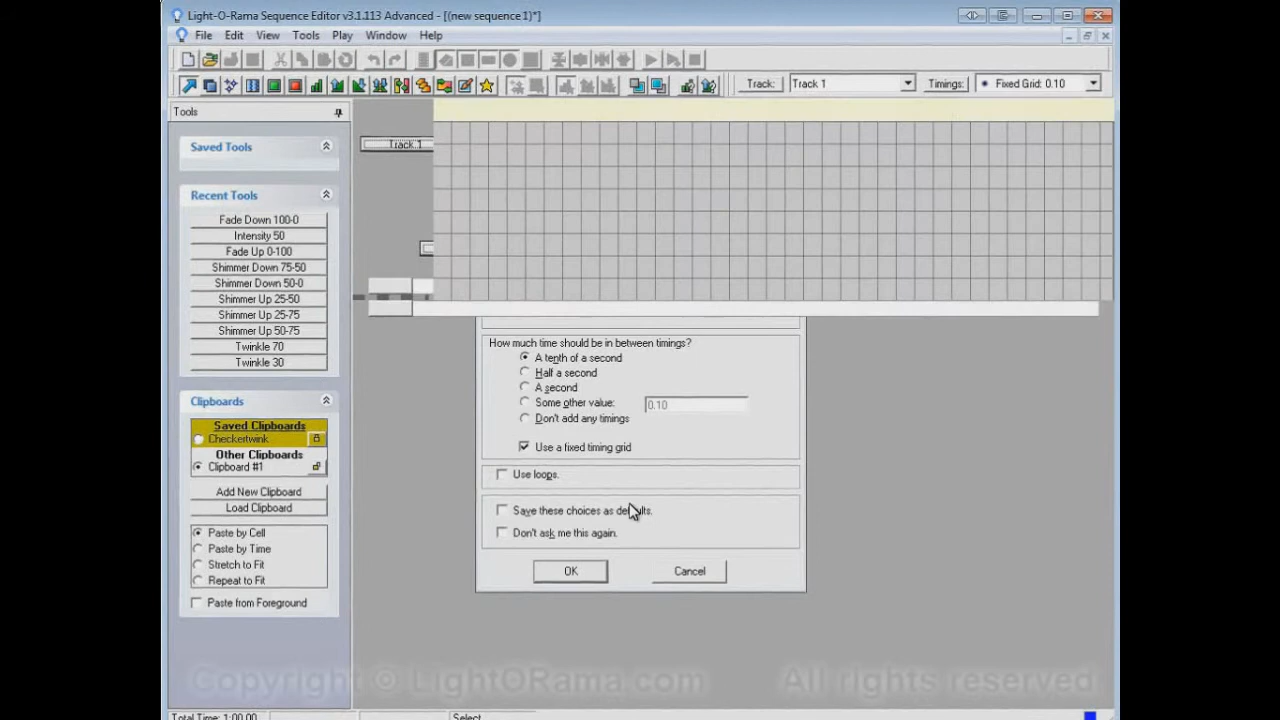 Light-O-Rama Sequence Editor v3.1.113 Advanced - [(new sequence 1)*]
File Edit View Tools Play Window Help
Track: Track 1 Timings: Fixed Grid: 0.10
Tools
Saved Tools
Recent Tools
Fade Down 100-0
Intensity 50
Fade Up 0-100
Shimmer Down 75-50
Shimmer Down 50-0
Shimmer Up 25-50
Shimmer Up 25-75
Shimmer Up 50-75
Twinkle 70
Twinkle 30
Clipboards
Saved Clipboards
Checkertwink
Other Clipboards
Clipboard #1
Add New Clipboard
Load Clipboard
Paste by Cell
Paste by Time
Stretch to Fit
Repeat to Fit
Paste from Foreground
Track 1
How much time should be in between timings?
A tenth of a second
Half a second
A second
Some other value: 0.10
Don't add any timings
Use a fixed timing grid
Use loops.
Save these choices as defaults.
Don't ask me this again.
OK Cancel
Copyright © LightORama.com All rights reserved
Total Time: 1:00.00 Select